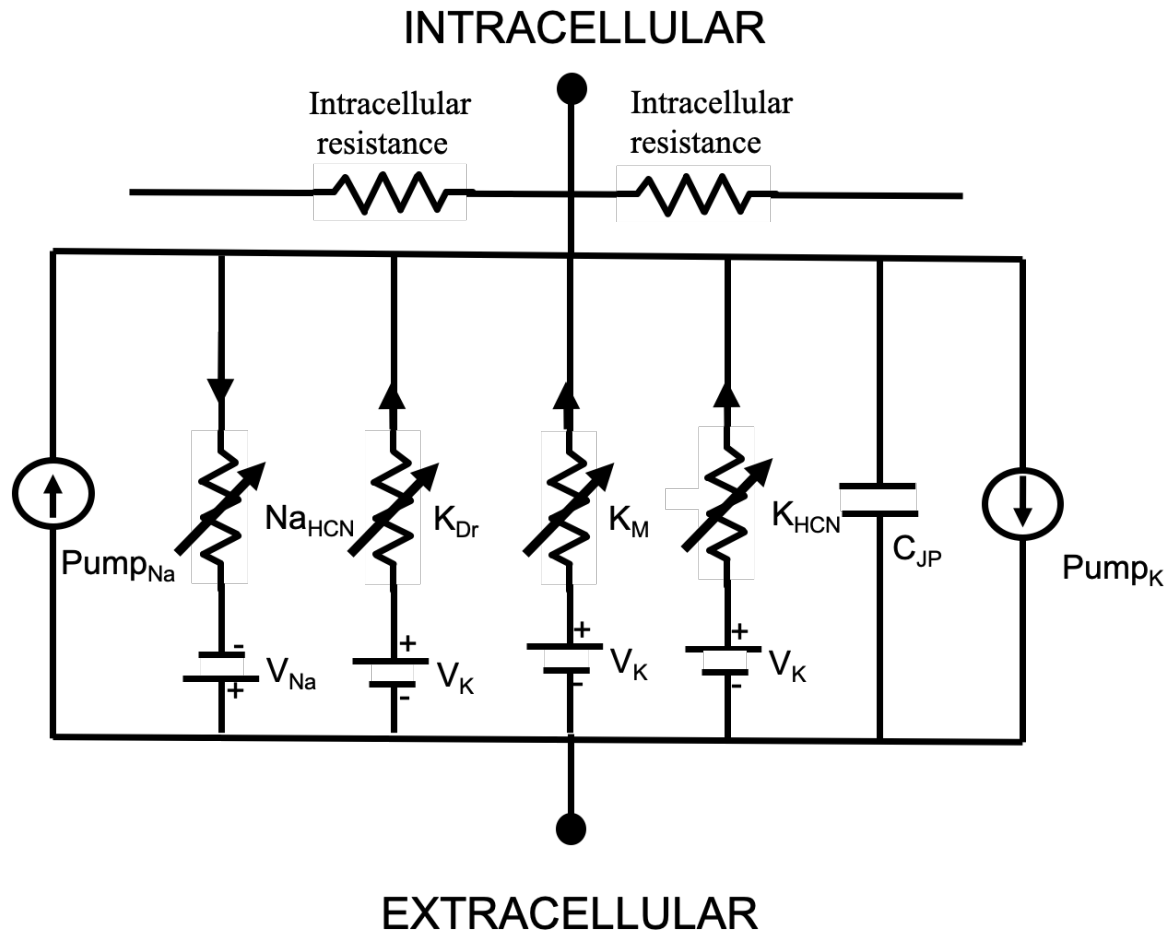 INTRACELLULAR
Intracellular
resistance
Intracellular
resistance
Na_HCN
K_Dr
K_M
K_HCN
C_JP
Pump_Na
Pump_K
-
V_Na
+
+
V_K
-
+
V_K
-
+
V_K
-
EXTRACELLULAR